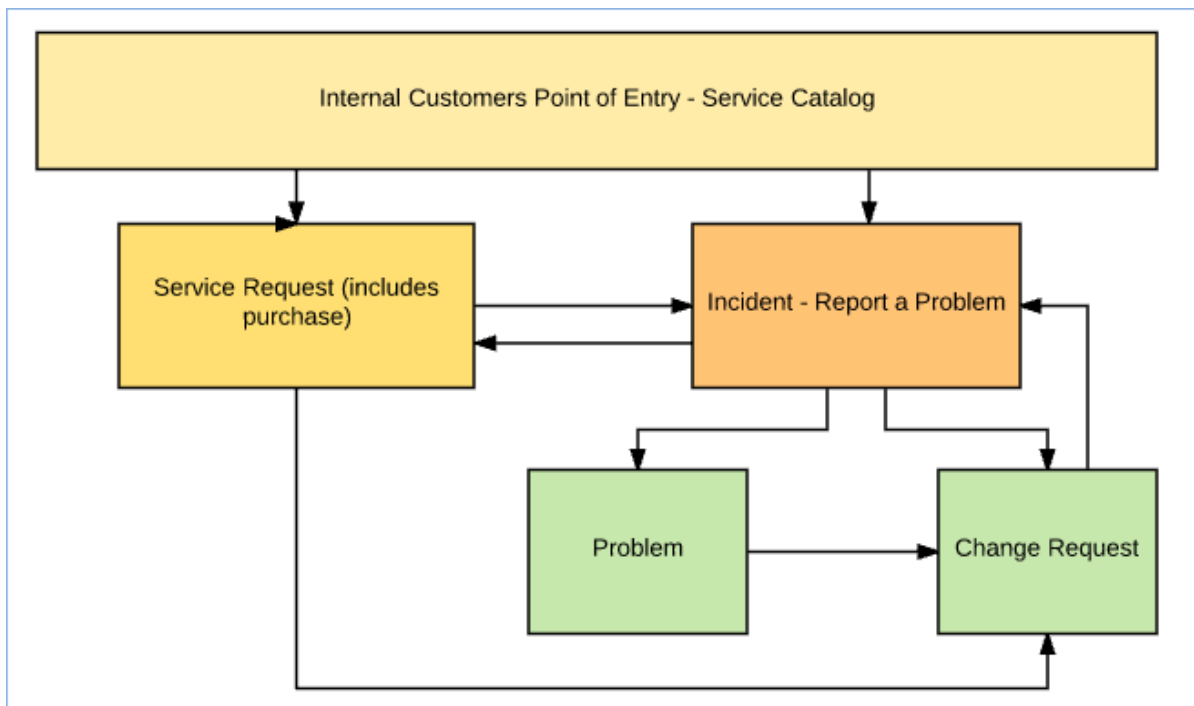 Internal Customers Point of Entry - Service Catalog
Service Request (includes
purchase)
Incident - Report a Problem
Problem
Change Request